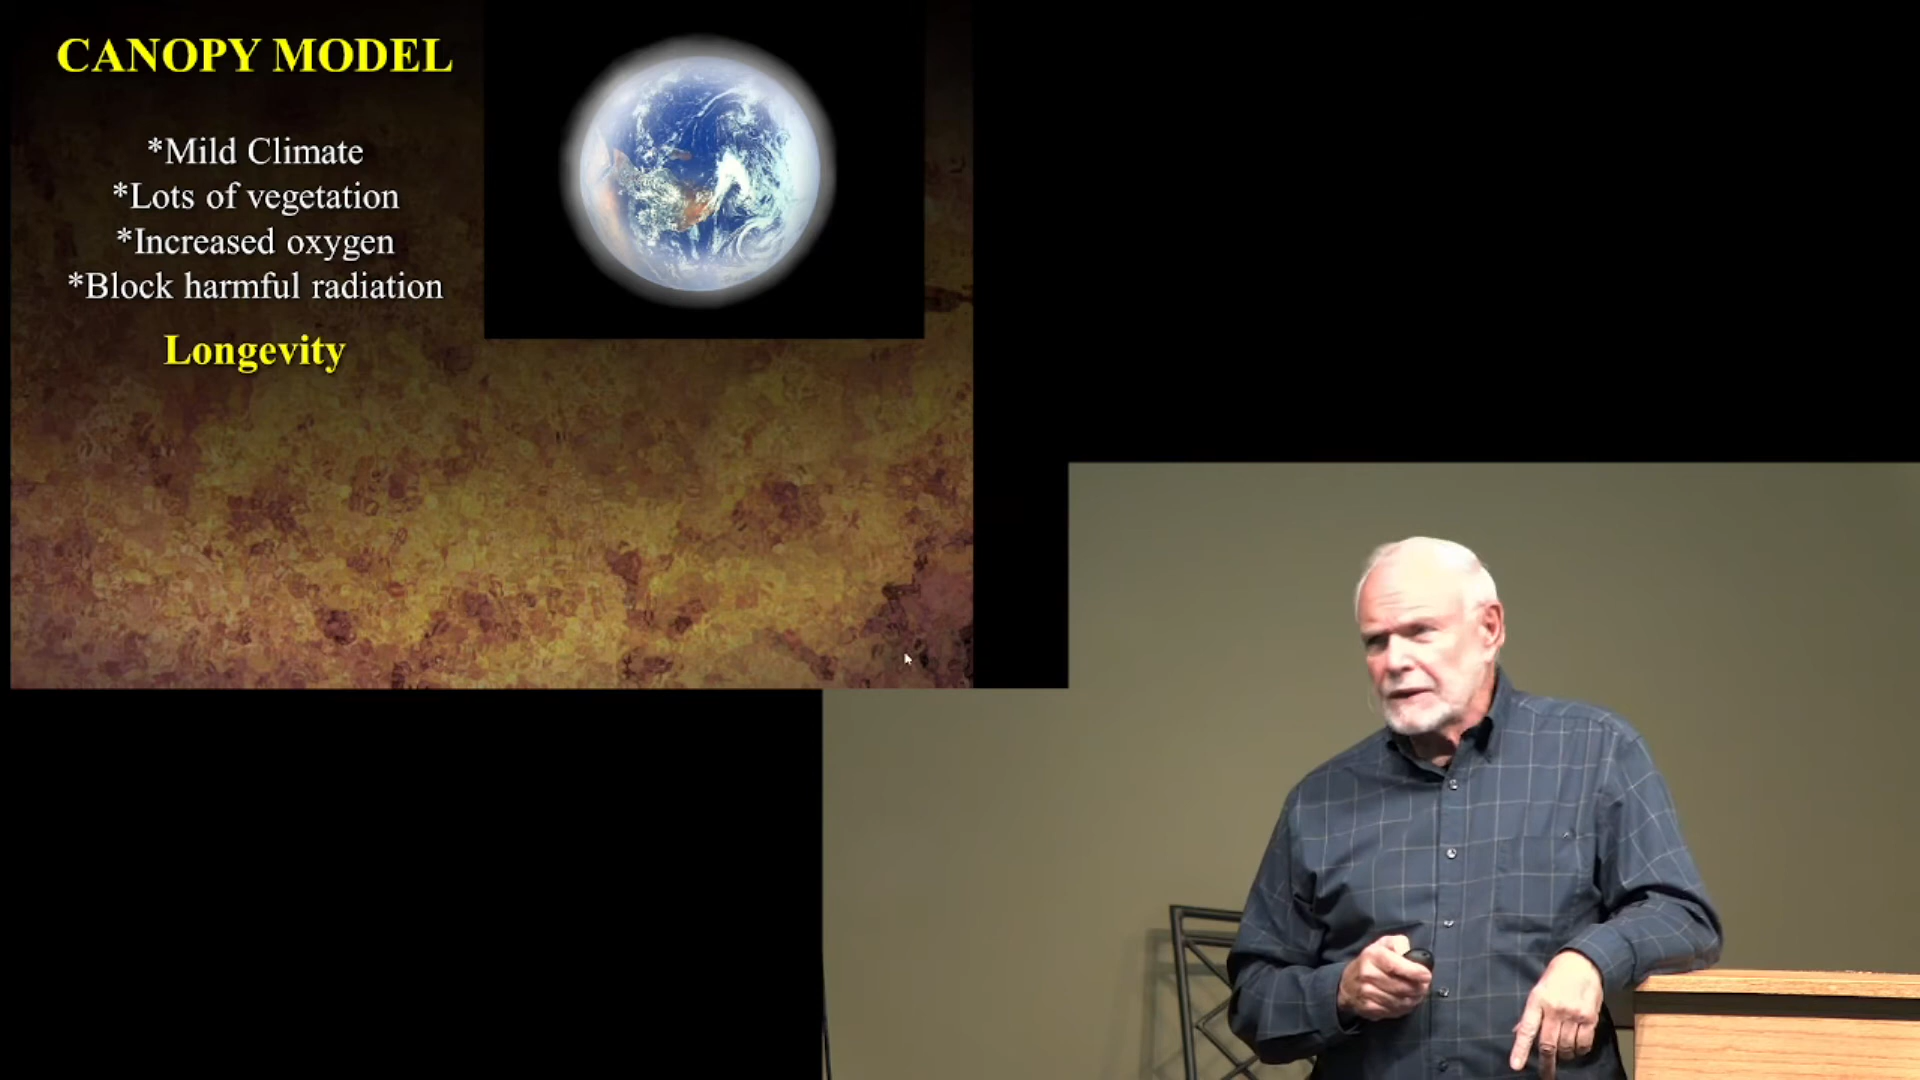 CANOPY MODEL
*Mild Climate
*Lots of vegetation
*Increased oxygen
*Block harmful radiation
Longevity